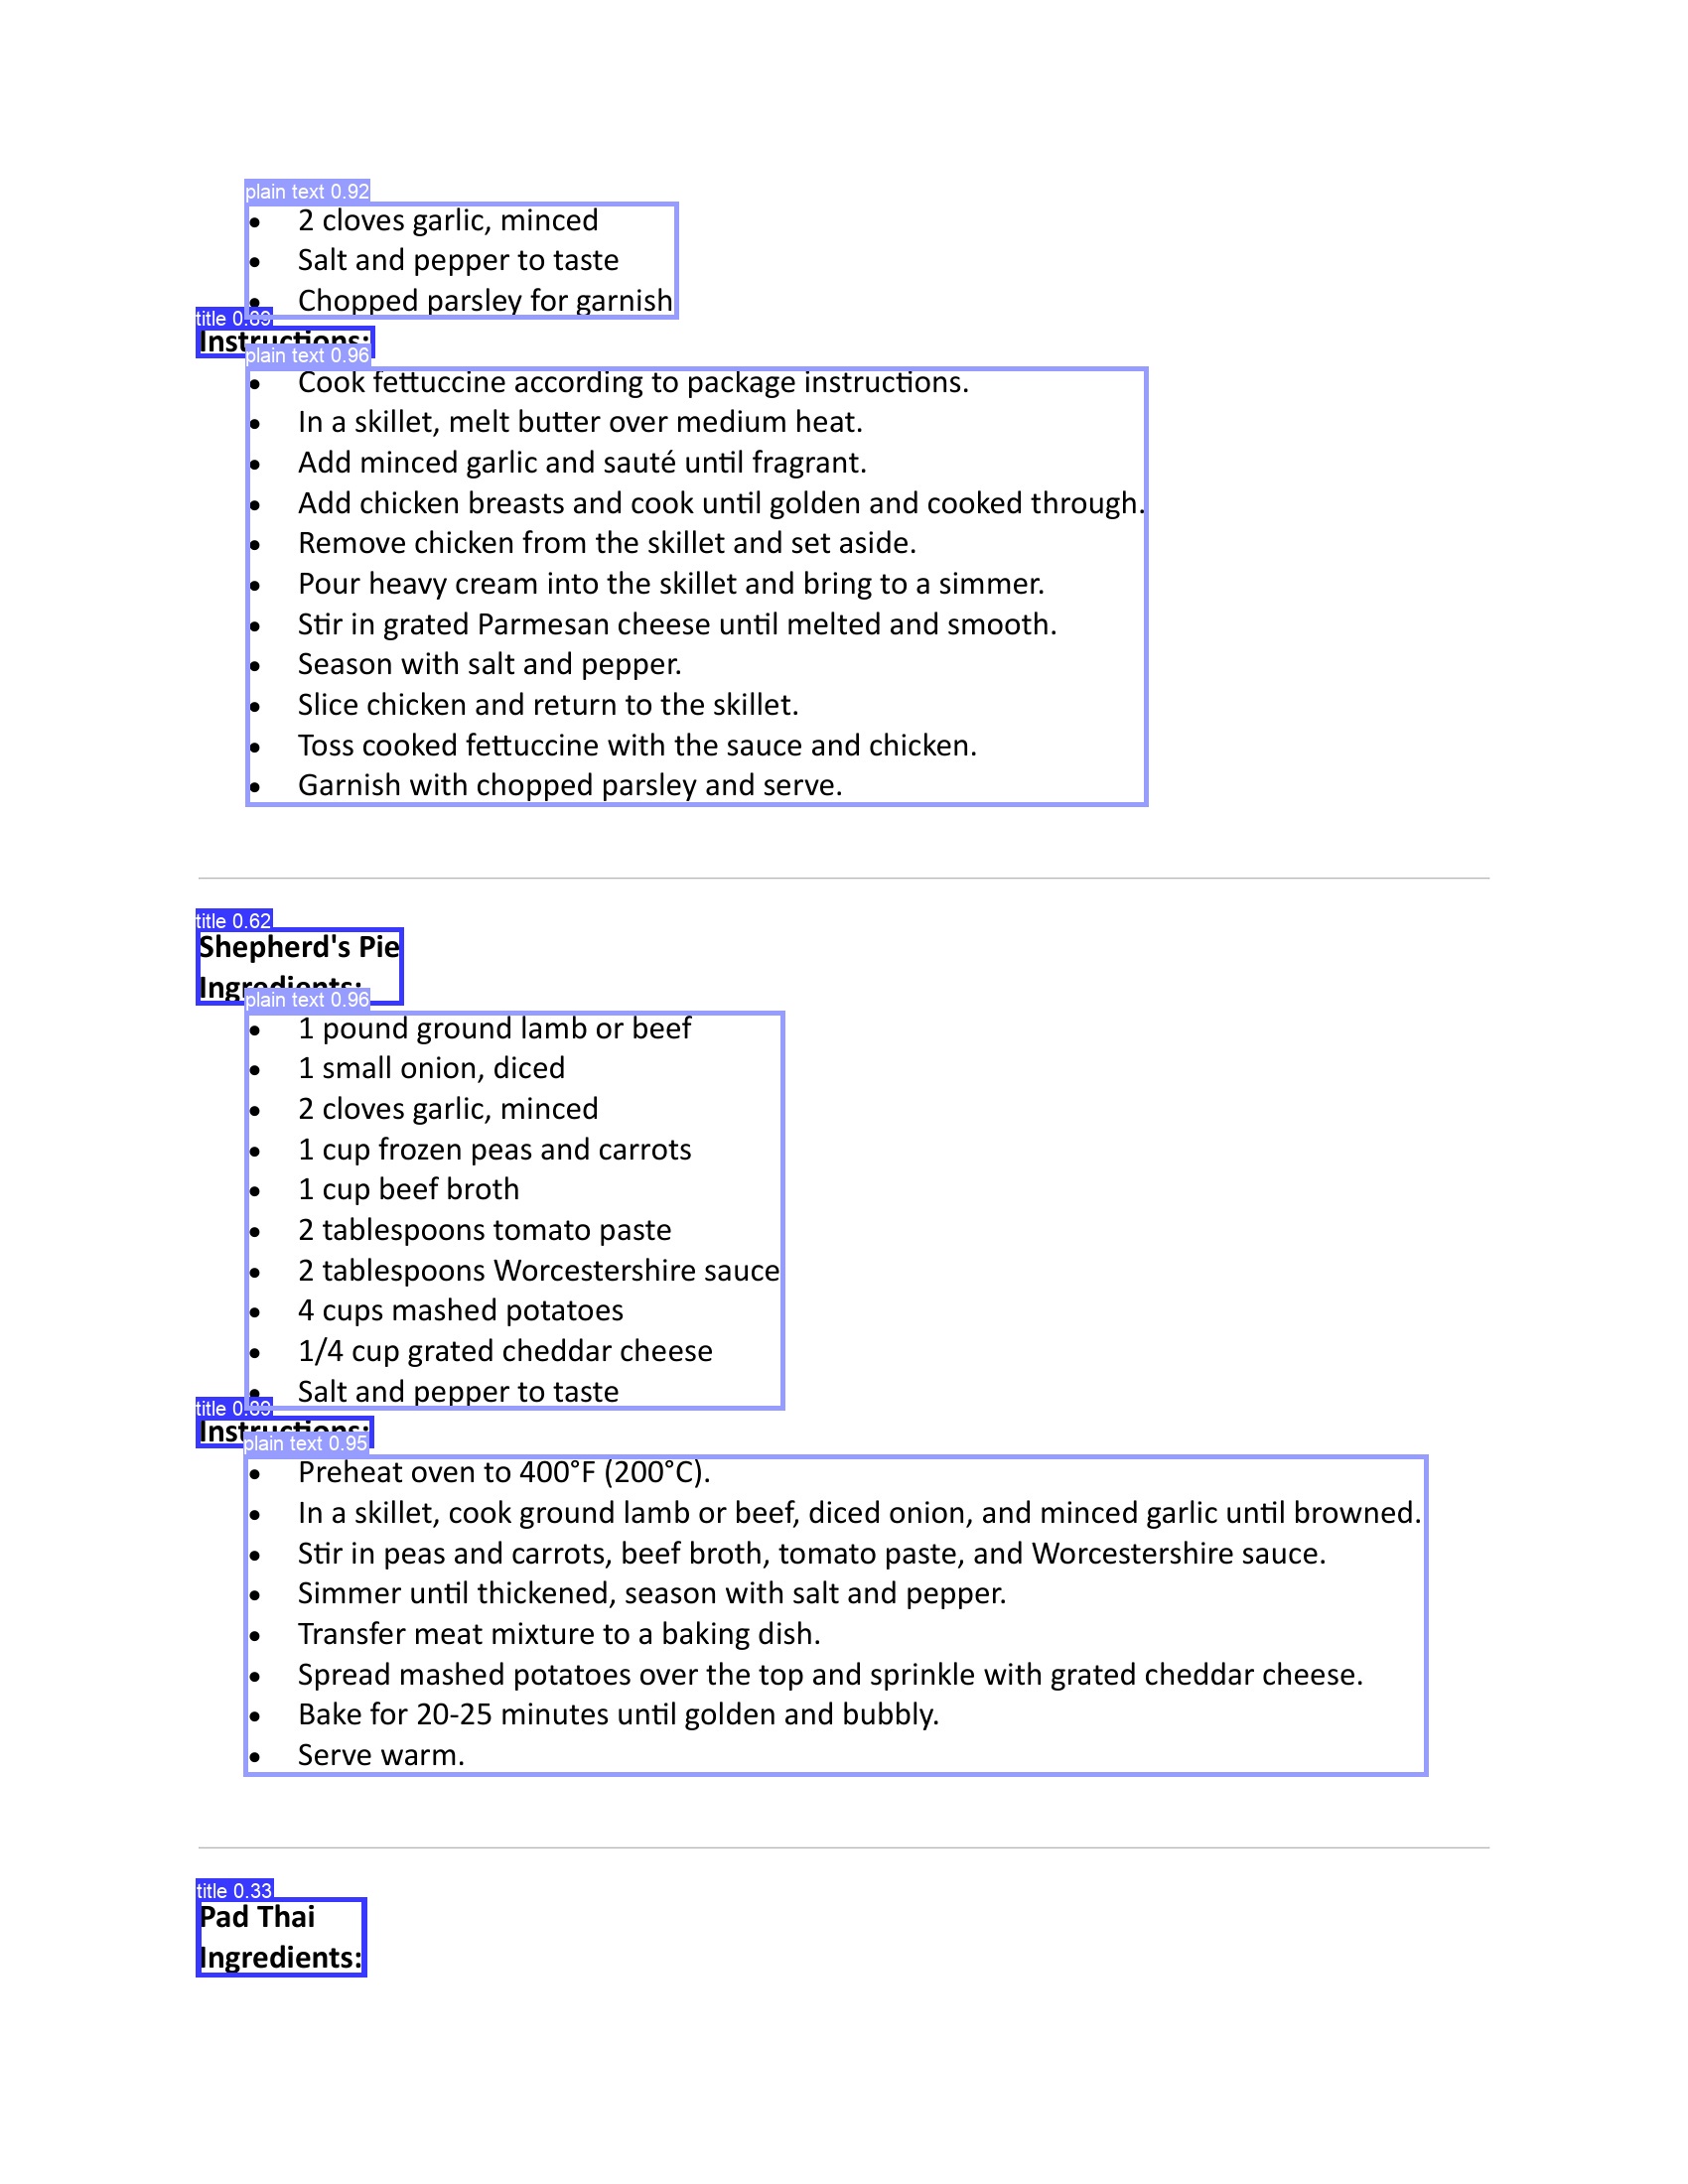 plain text 0.92
• 2 cloves garlic, minced
• Salt and pepper to taste
• Chopped parsley for garnish
title 0.89
Instructions:
plain text 0.96
• Cook fettuccine according to package instructions.
• In a skillet, melt butter over medium heat.
• Add minced garlic and sauté until fragrant.
• Add chicken breasts and cook until golden and cooked through.
• Remove chicken from the skillet and set aside.
• Pour heavy cream into the skillet and bring to a simmer.
• Stir in grated Parmesan cheese until melted and smooth.
• Season with salt and pepper.
• Slice chicken and return to the skillet.
• Toss cooked fettuccine with the sauce and chicken.
• Garnish with chopped parsley and serve.
title 0.62
Shepherd's Pie
Ingredients:
plain text 0.96
• 1 pound ground lamb or beef
• 1 small onion, diced
• 2 cloves garlic, minced
• 1 cup frozen peas and carrots
• 1 cup beef broth
• 2 tablespoons tomato paste
• 2 tablespoons Worcestershire sauce
• 4 cups mashed potatoes
• 1/4 cup grated cheddar cheese
• Salt and pepper to taste
title 0.89
Instructions:
plain text 0.95
• Preheat oven to 400°F (200°C).
• In a skillet, cook ground lamb or beef, diced onion, and minced garlic until browned.
• Stir in peas and carrots, beef broth, tomato paste, and Worcestershire sauce.
• Simmer until thickened, season with salt and pepper.
• Transfer meat mixture to a baking dish.
• Spread mashed potatoes over the top and sprinkle with grated cheddar cheese.
• Bake for 20-25 minutes until golden and bubbly.
• Serve warm.
title 0.33
Pad Thai
Ingredients: